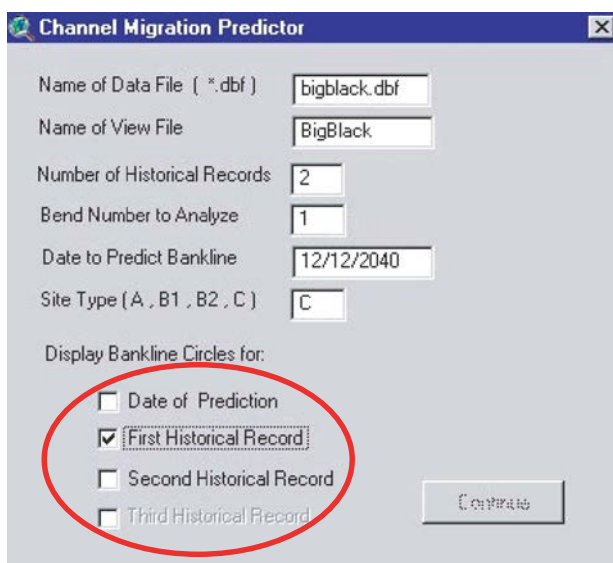 Channel Migration Predictor
Name of Data File ( *.dbf ) bigblack.dbf
Name of View File BigBlack
Number of Historical Records 2
Bend Number to Analyze 1
Date to Predict Bankline 12/12/2040
Site Type ( A , B1 , B2 , C ) C
Display Bankline Circles for:
Date of Prediction
First Historical Record
Second Historical Record
Third Historical Record
Continue